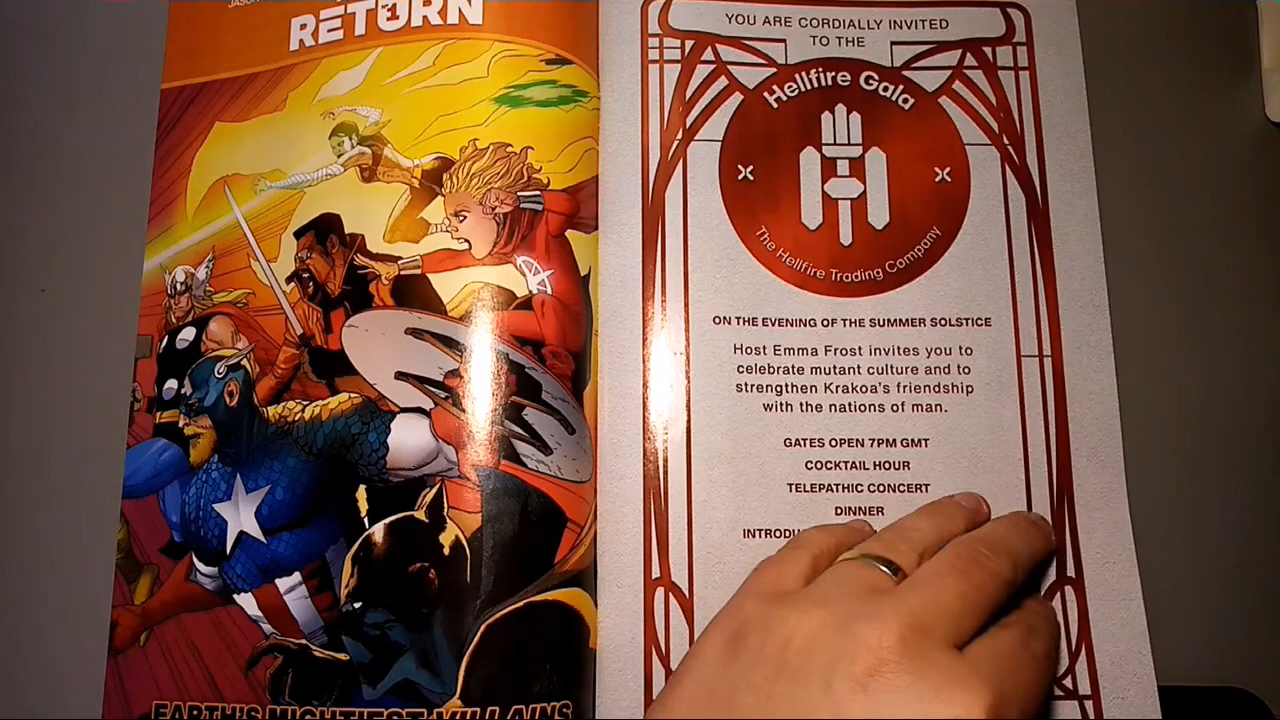 JASON
RETURN
#1
EARTH'S MIGHTIEST VILLAINS
YOU ARE CORDIALLY INVITED
TO THE
Hellfire Gala
The Hellfire Trading Company
ON THE EVENING OF THE SUMMER SOLSTICE
Host Emma Frost invites you to
celebrate mutant culture and to
strengthen Krakoa's friendship
with the nations of man.
GATES OPEN 7PM GMT
COCKTAIL HOUR
TELEPATHIC CONCERT
DINNER